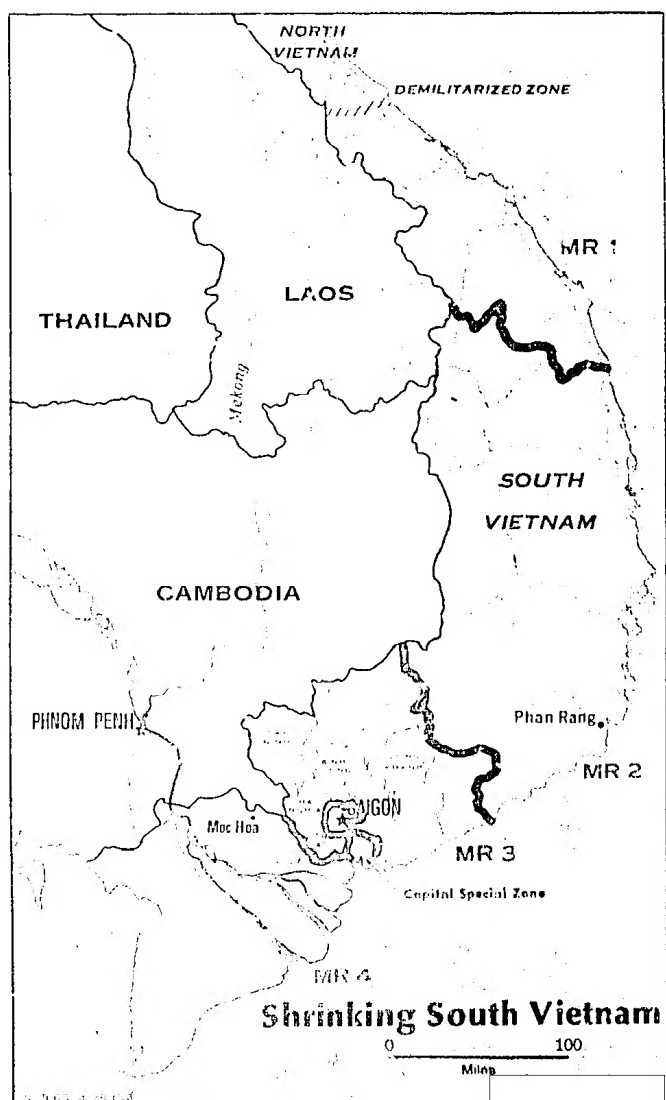 NORTH
VIETNAM
DEMILITARIZED ZONE
MR 1
LAOS
THAILAND
Mekong
SOUTH
VIETNAM
CAMBODIA
PHNOM PENH
Phan Rang
MR 2
AIGON
Moc Hoa
MR 3
Capital Special Zone
MR 4
Shrinking South Vietnam
0 100
Miles